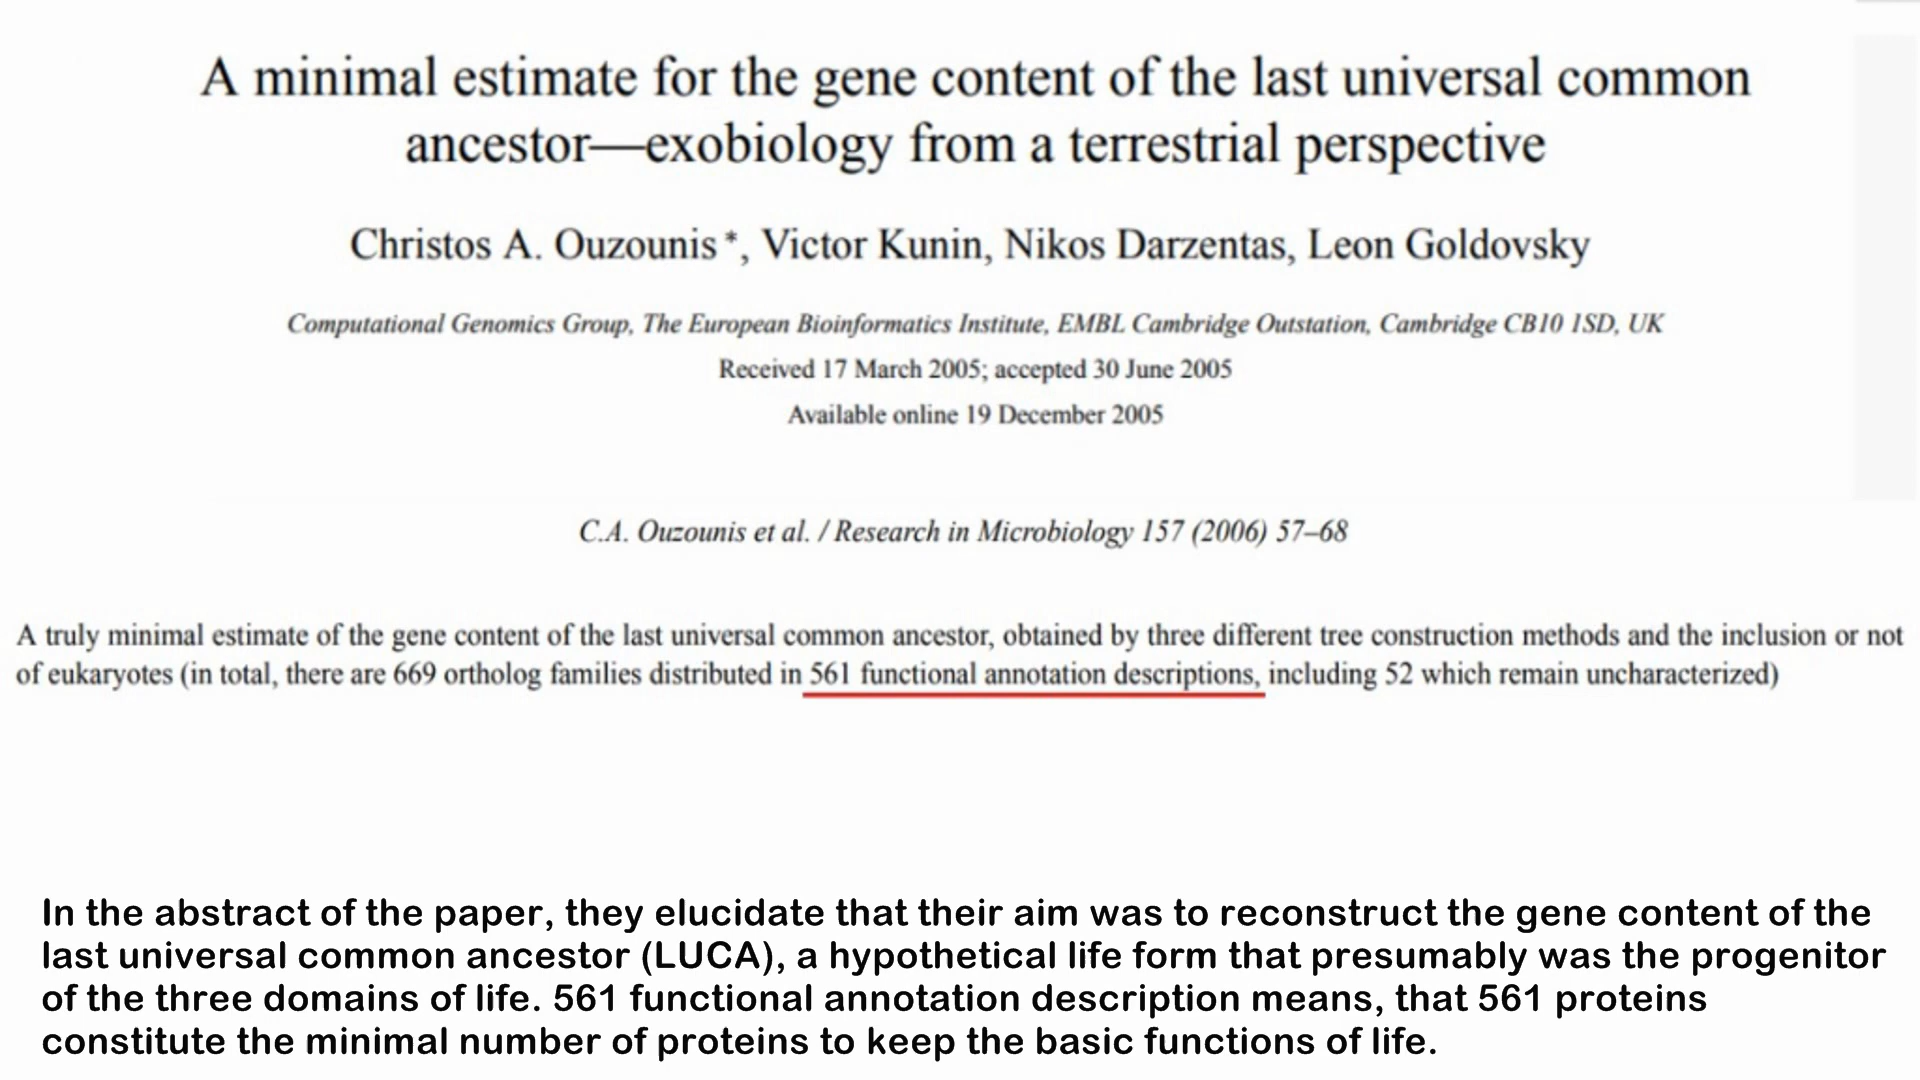 A minimal estimate for the gene content of the last universal common
ancestor—exobiology from a terrestrial perspective
Christos A. Ouzounis *, Victor Kunin, Nikos Darzentas, Leon Goldovsky
Computational Genomics Group, The European Bioinformatics Institute, EMBL Cambridge Outstation, Cambridge CB10 1SD, UK
Received 17 March 2005; accepted 30 June 2005
Available online 19 December 2005
C.A. Ouzounis et al. / Research in Microbiology 157 (2006) 57–68
A truly minimal estimate of the gene content of the last universal common ancestor, obtained by three different tree construction methods and the inclusion or not
of eukaryotes (in total, there are 669 ortholog families distributed in 561 functional annotation descriptions, including 52 which remain uncharacterized)
In the abstract of the paper, they elucidate that their aim was to reconstruct the gene content of the
last universal common ancestor (LUCA), a hypothetical life form that presumably was the progenitor
of the three domains of life. 561 functional annotation description means, that 561 proteins
constitute the minimal number of proteins to keep the basic functions of life.